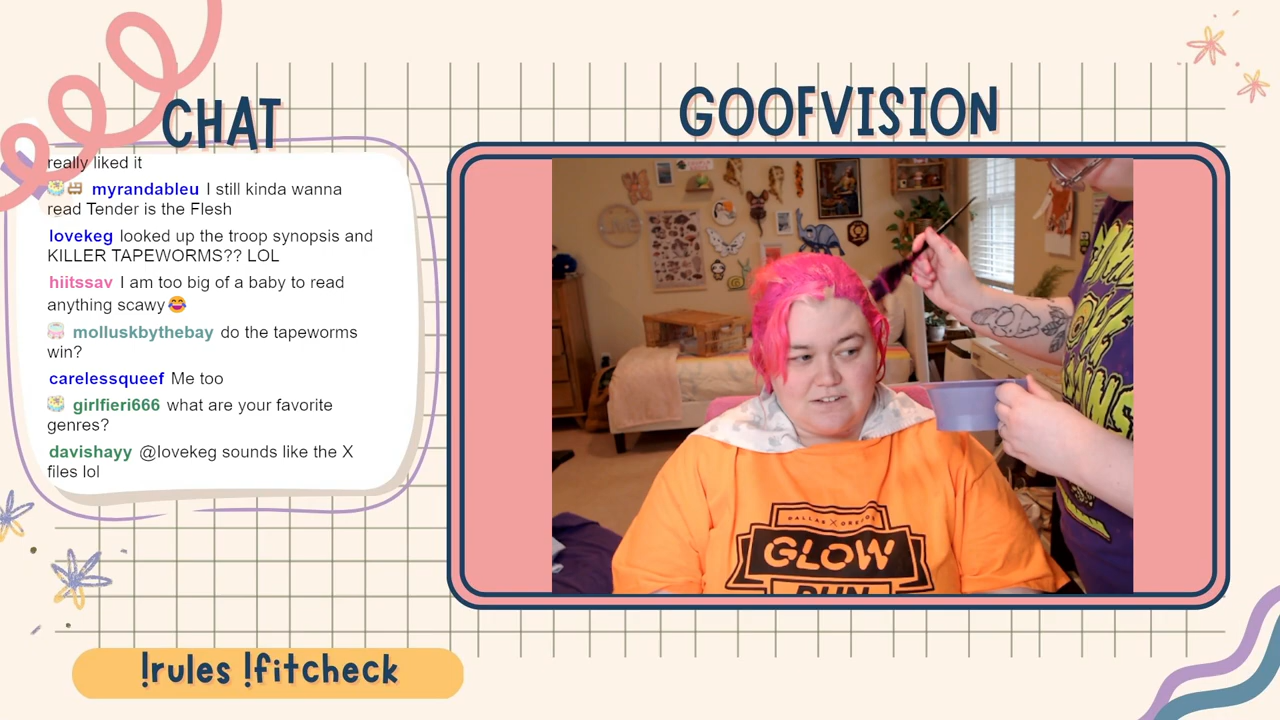 CHAT
GOOFVISION
really liked it
myrandableu I still kinda wanna
read Tender is the Flesh
lovekeg looked up the troop synopsis and
KILLER TAPEWORMS?? LOL
hiitssav I am too big of a baby to read
anything scawy😂
molluskbythebay do the tapeworms
win?
carelessqueef Me too
girlfieri666 what are your favorite
genres?
davishayy @lovekeg sounds like the X
files lol
DALLAS X OREGON
GLOW
RUN
!rules !fitcheck